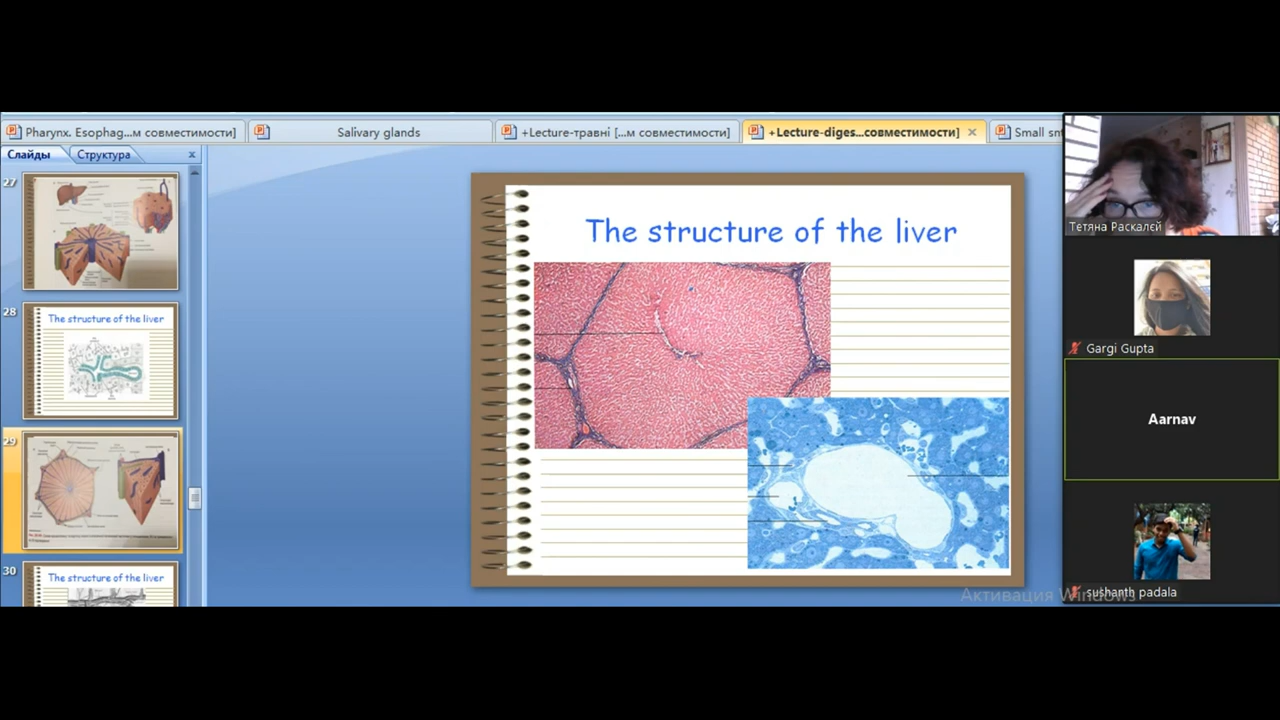 Pharynx. Esophag...м совместимости]
Salivary glands
+Lecture-травні [...м совместимости]
+Lecture-diges...совместимости]
Small
Слайды
Структура
27
28
The structure of the liver
29
30
The structure of the liver
The structure of the liver
Тетяна Раскалєй
Gargi Gupta
Aarnav
sushanth padala
Активация Windows